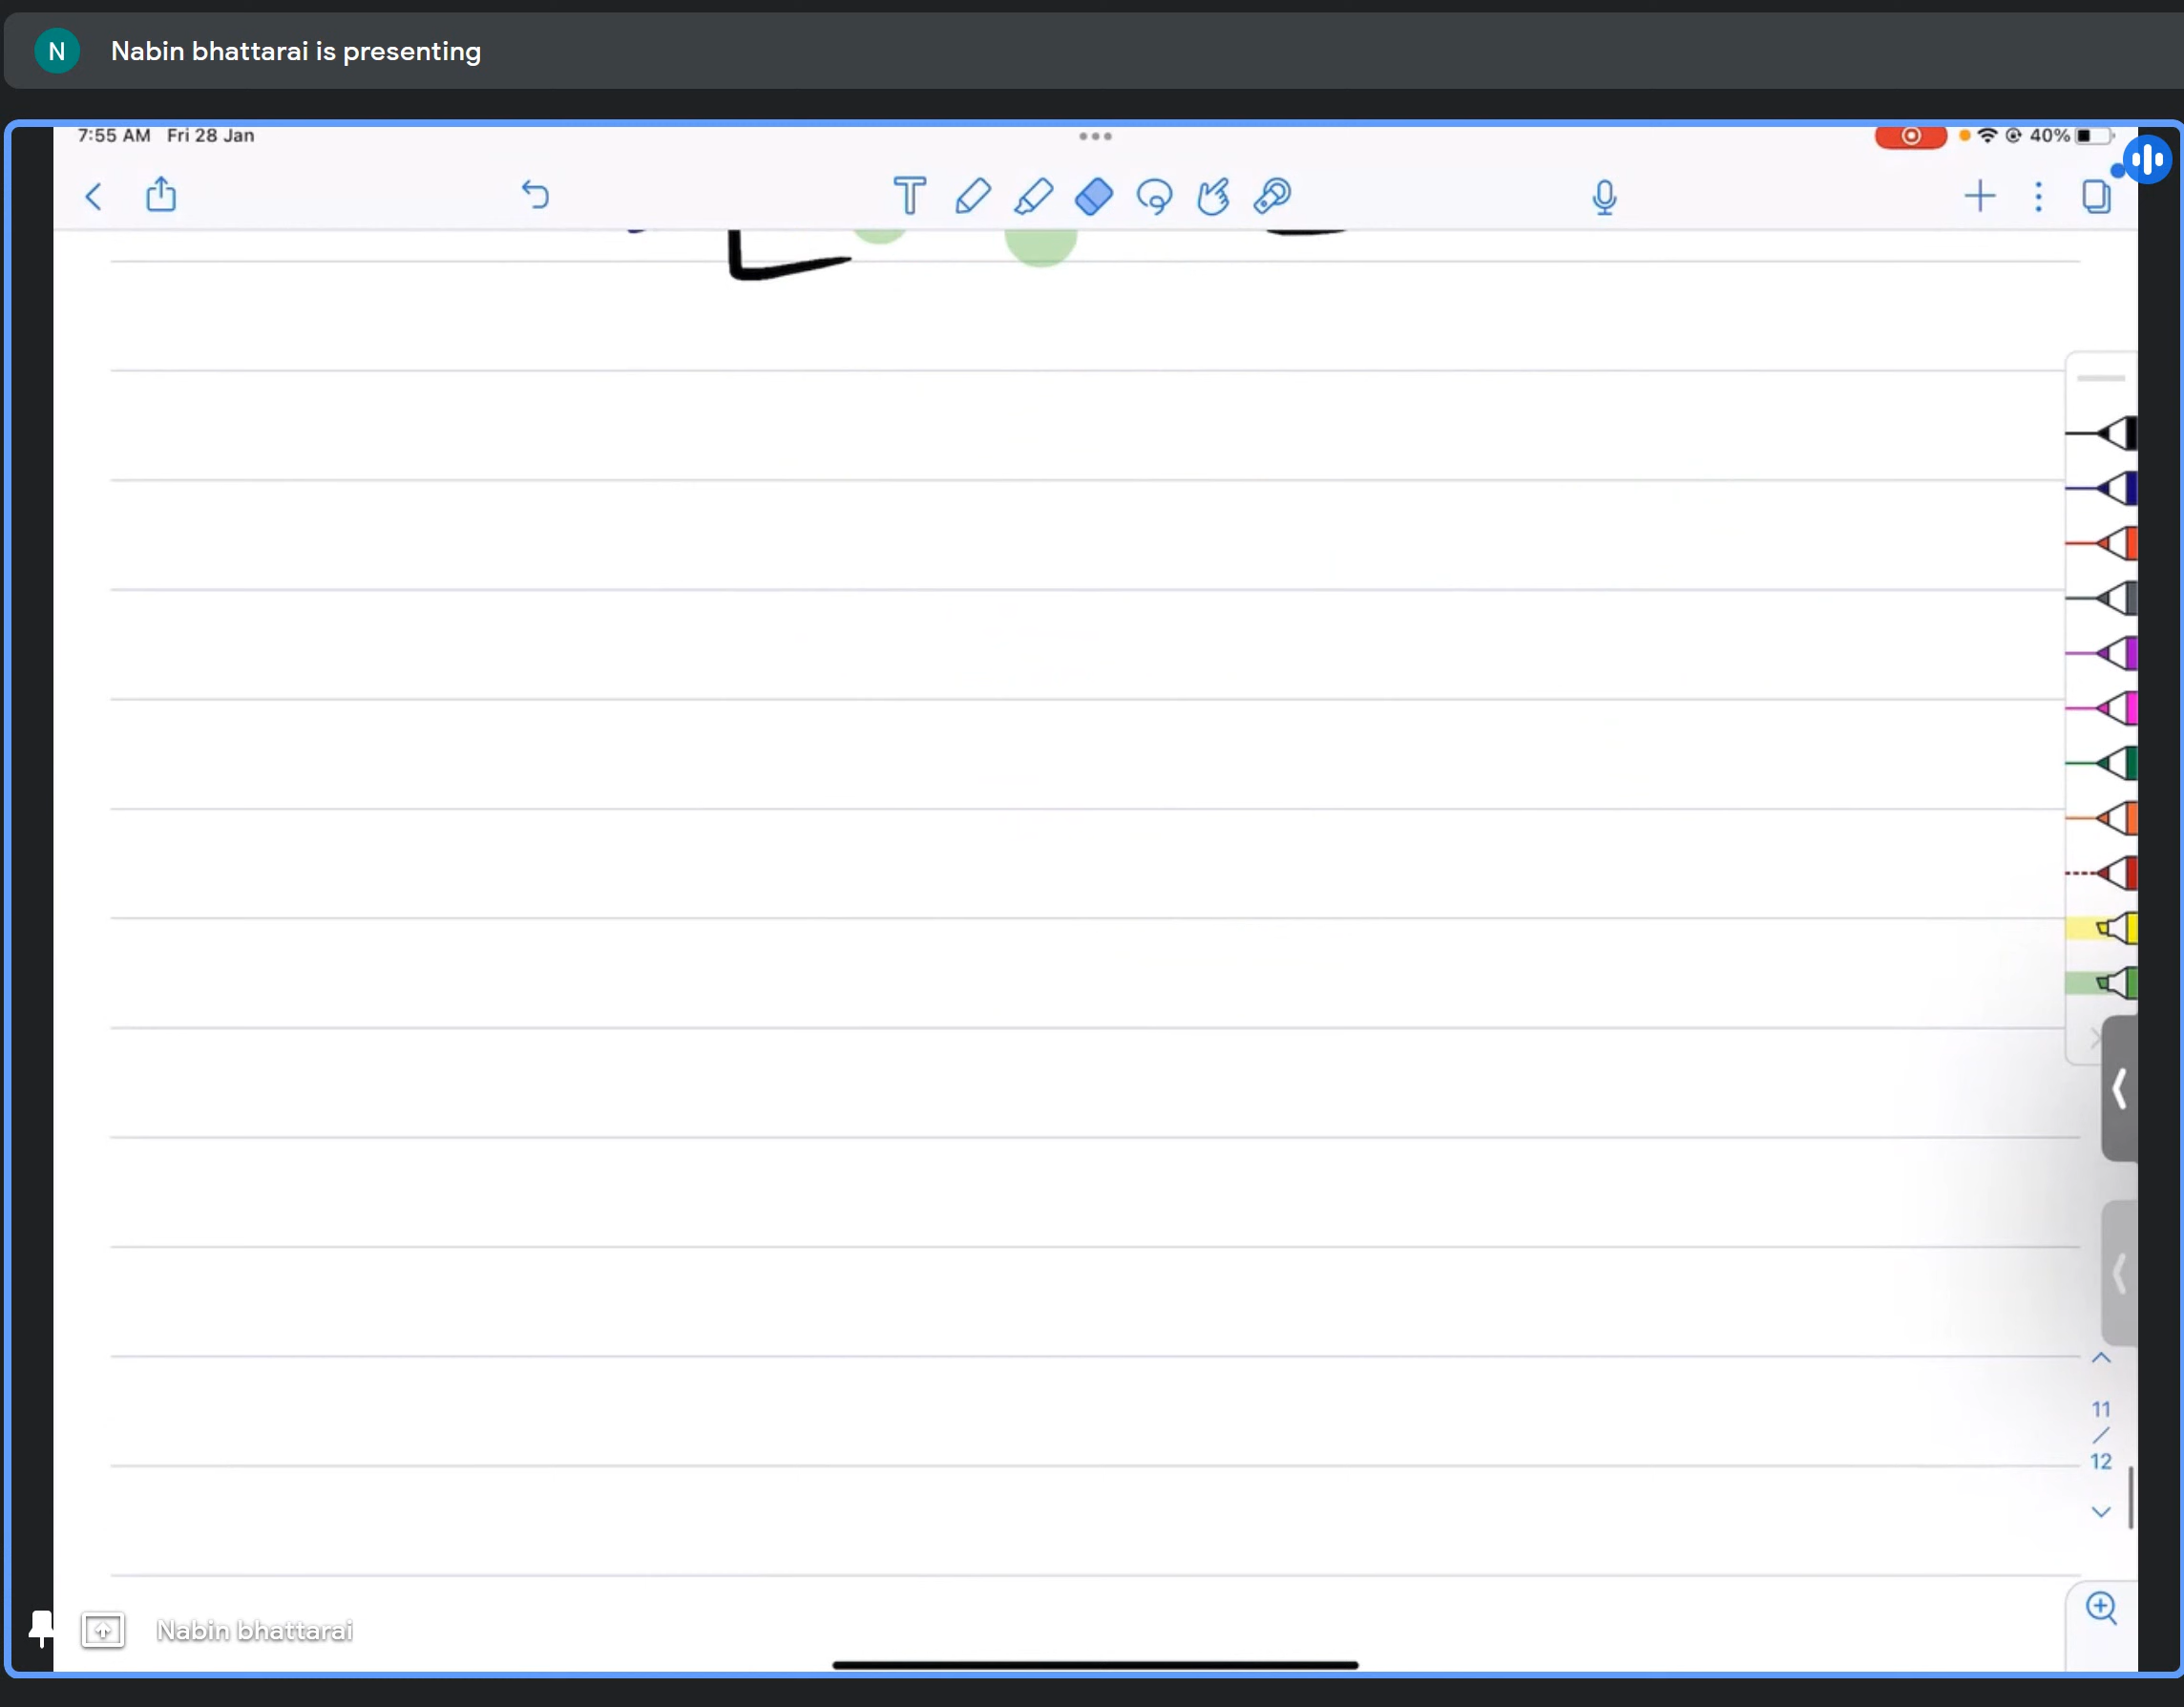 N Nabin bhattarai is presenting
7:55 AM Fri 28 Jan
40%
T
11
/
12
Nabin bhattarai